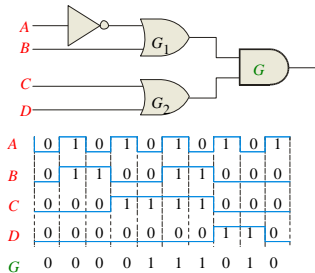 A
B
G1
G
C
D
G2
A 0 1 0 1 0 1 0 1 0 1
B 0 1 1 0 0 1 1 0 0 0
C 0 0 0 1 1 1 1 0 0 0
D 0 0 0 0 0 0 0 1 1 0
G 0 0 0 0 1 1 1 0 1 0